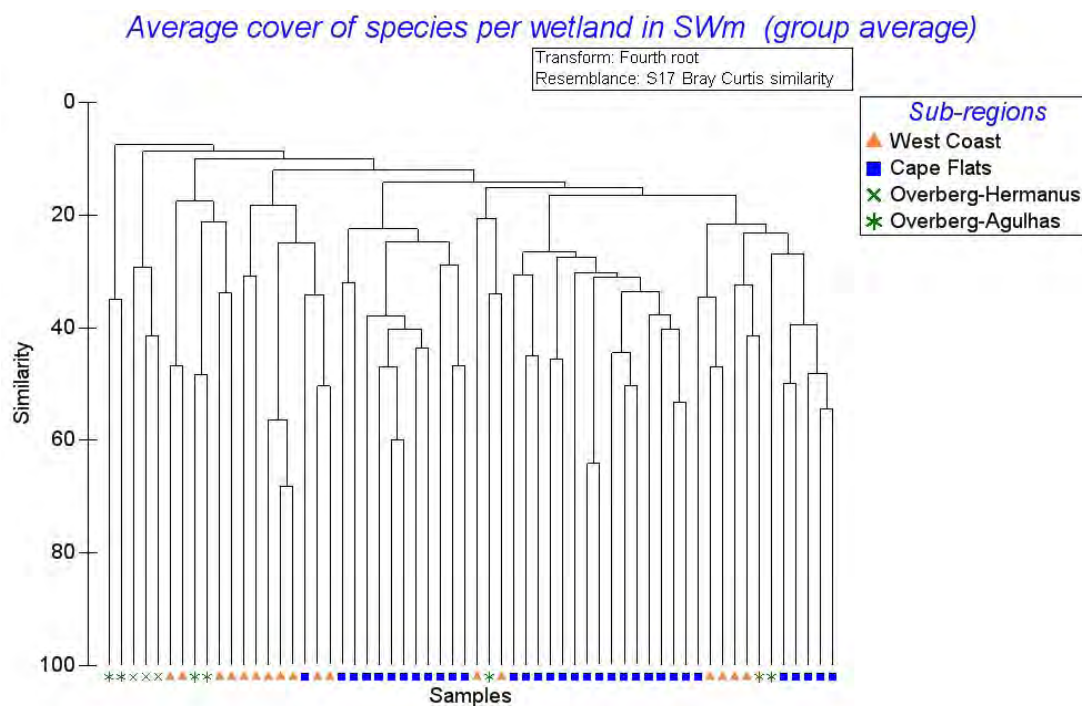 Average cover of species per wetland in SWm (group average)
Transform: Fourth root
Resemblance: S17 Bray Curtis similarity
Sub-regions
West Coast
Cape Flats
Overberg-Hermanus
Overberg-Agulhas
0
20
40
60
80
100
Similarity
Samples